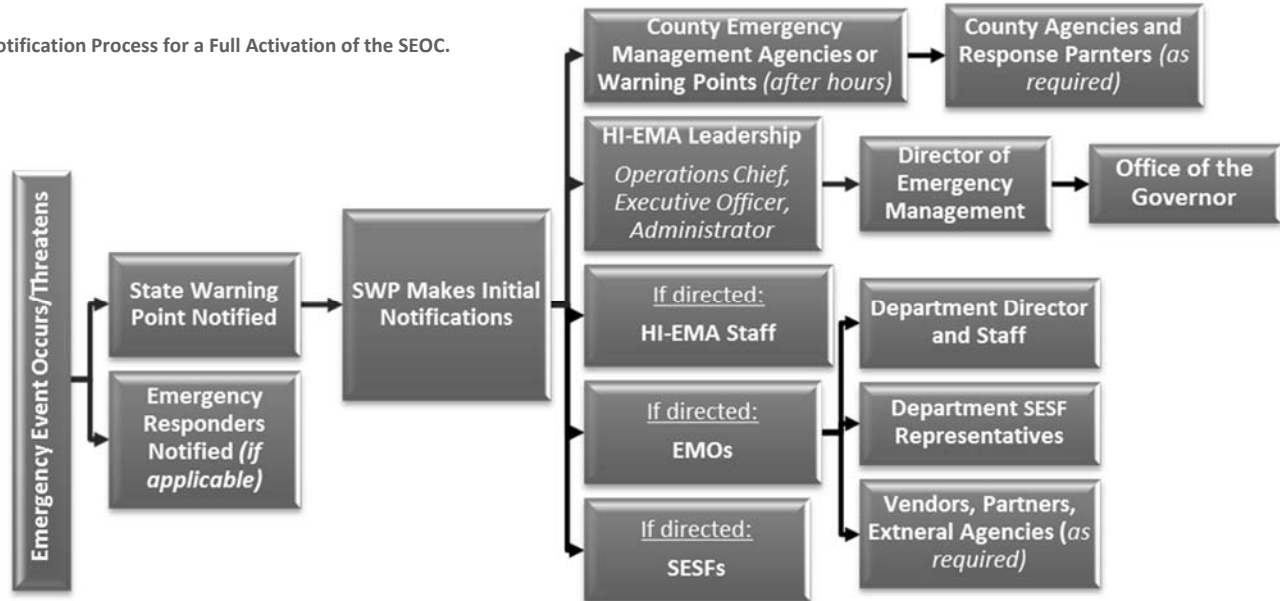 Process for a Full Activation of the SEOC.
Emergency Event Occurs/Threatens
State Warning
Point Notified
Emergency
Responders
Notified (if
applicable)
SWP Makes Initial
Notifications
County Emergency
Management Agencies or
Warning Points (after hours)
County Agencies and
Response Parnters (as
required)
HI-EMA Leadership
Operations Chief,
Executive Officer,
Administrator
Director of
Emergency
Management
Office of the
Governor
If directed:
HI-EMA Staff
If directed:
EMOs
If directed:
SESFs
Department Director
and Staff
Department SESF
Representatives
Vendors, Partners,
Extneral Agencies (as
required)